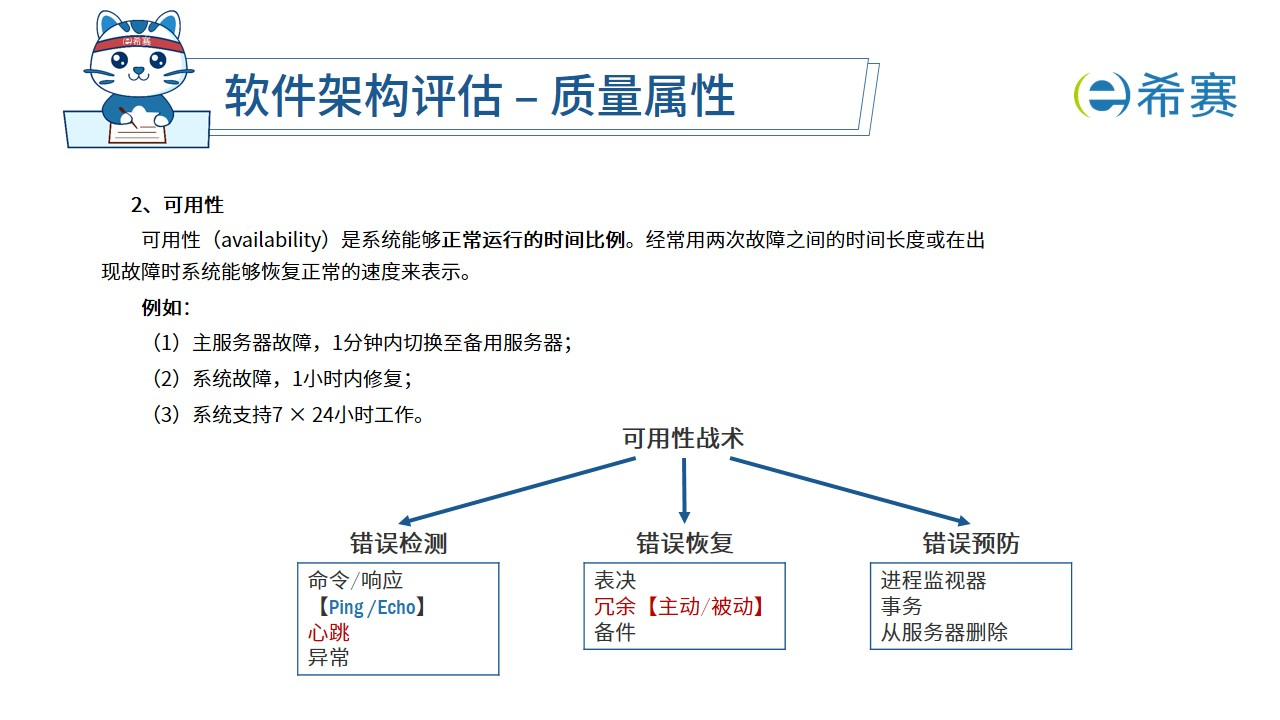 希赛
软件架构评估 – 质量属性
希赛
2、可用性
可用性（availability）是系统能够正常运行的时间比例。经常用两次故障之间的时间长度或在出
现故障时系统能够恢复正常的速度来表示。
例如：
（1）主服务器故障，1分钟内切换至备用服务器；
（2）系统故障，1小时内修复；
（3）系统支持7 × 24小时工作。
可用性战术
错误检测
命令/响应
【Ping /Echo】
心跳
异常
错误恢复
表决
冗余【主动/被动】
备件
错误预防
进程监视器
事务
从服务器删除